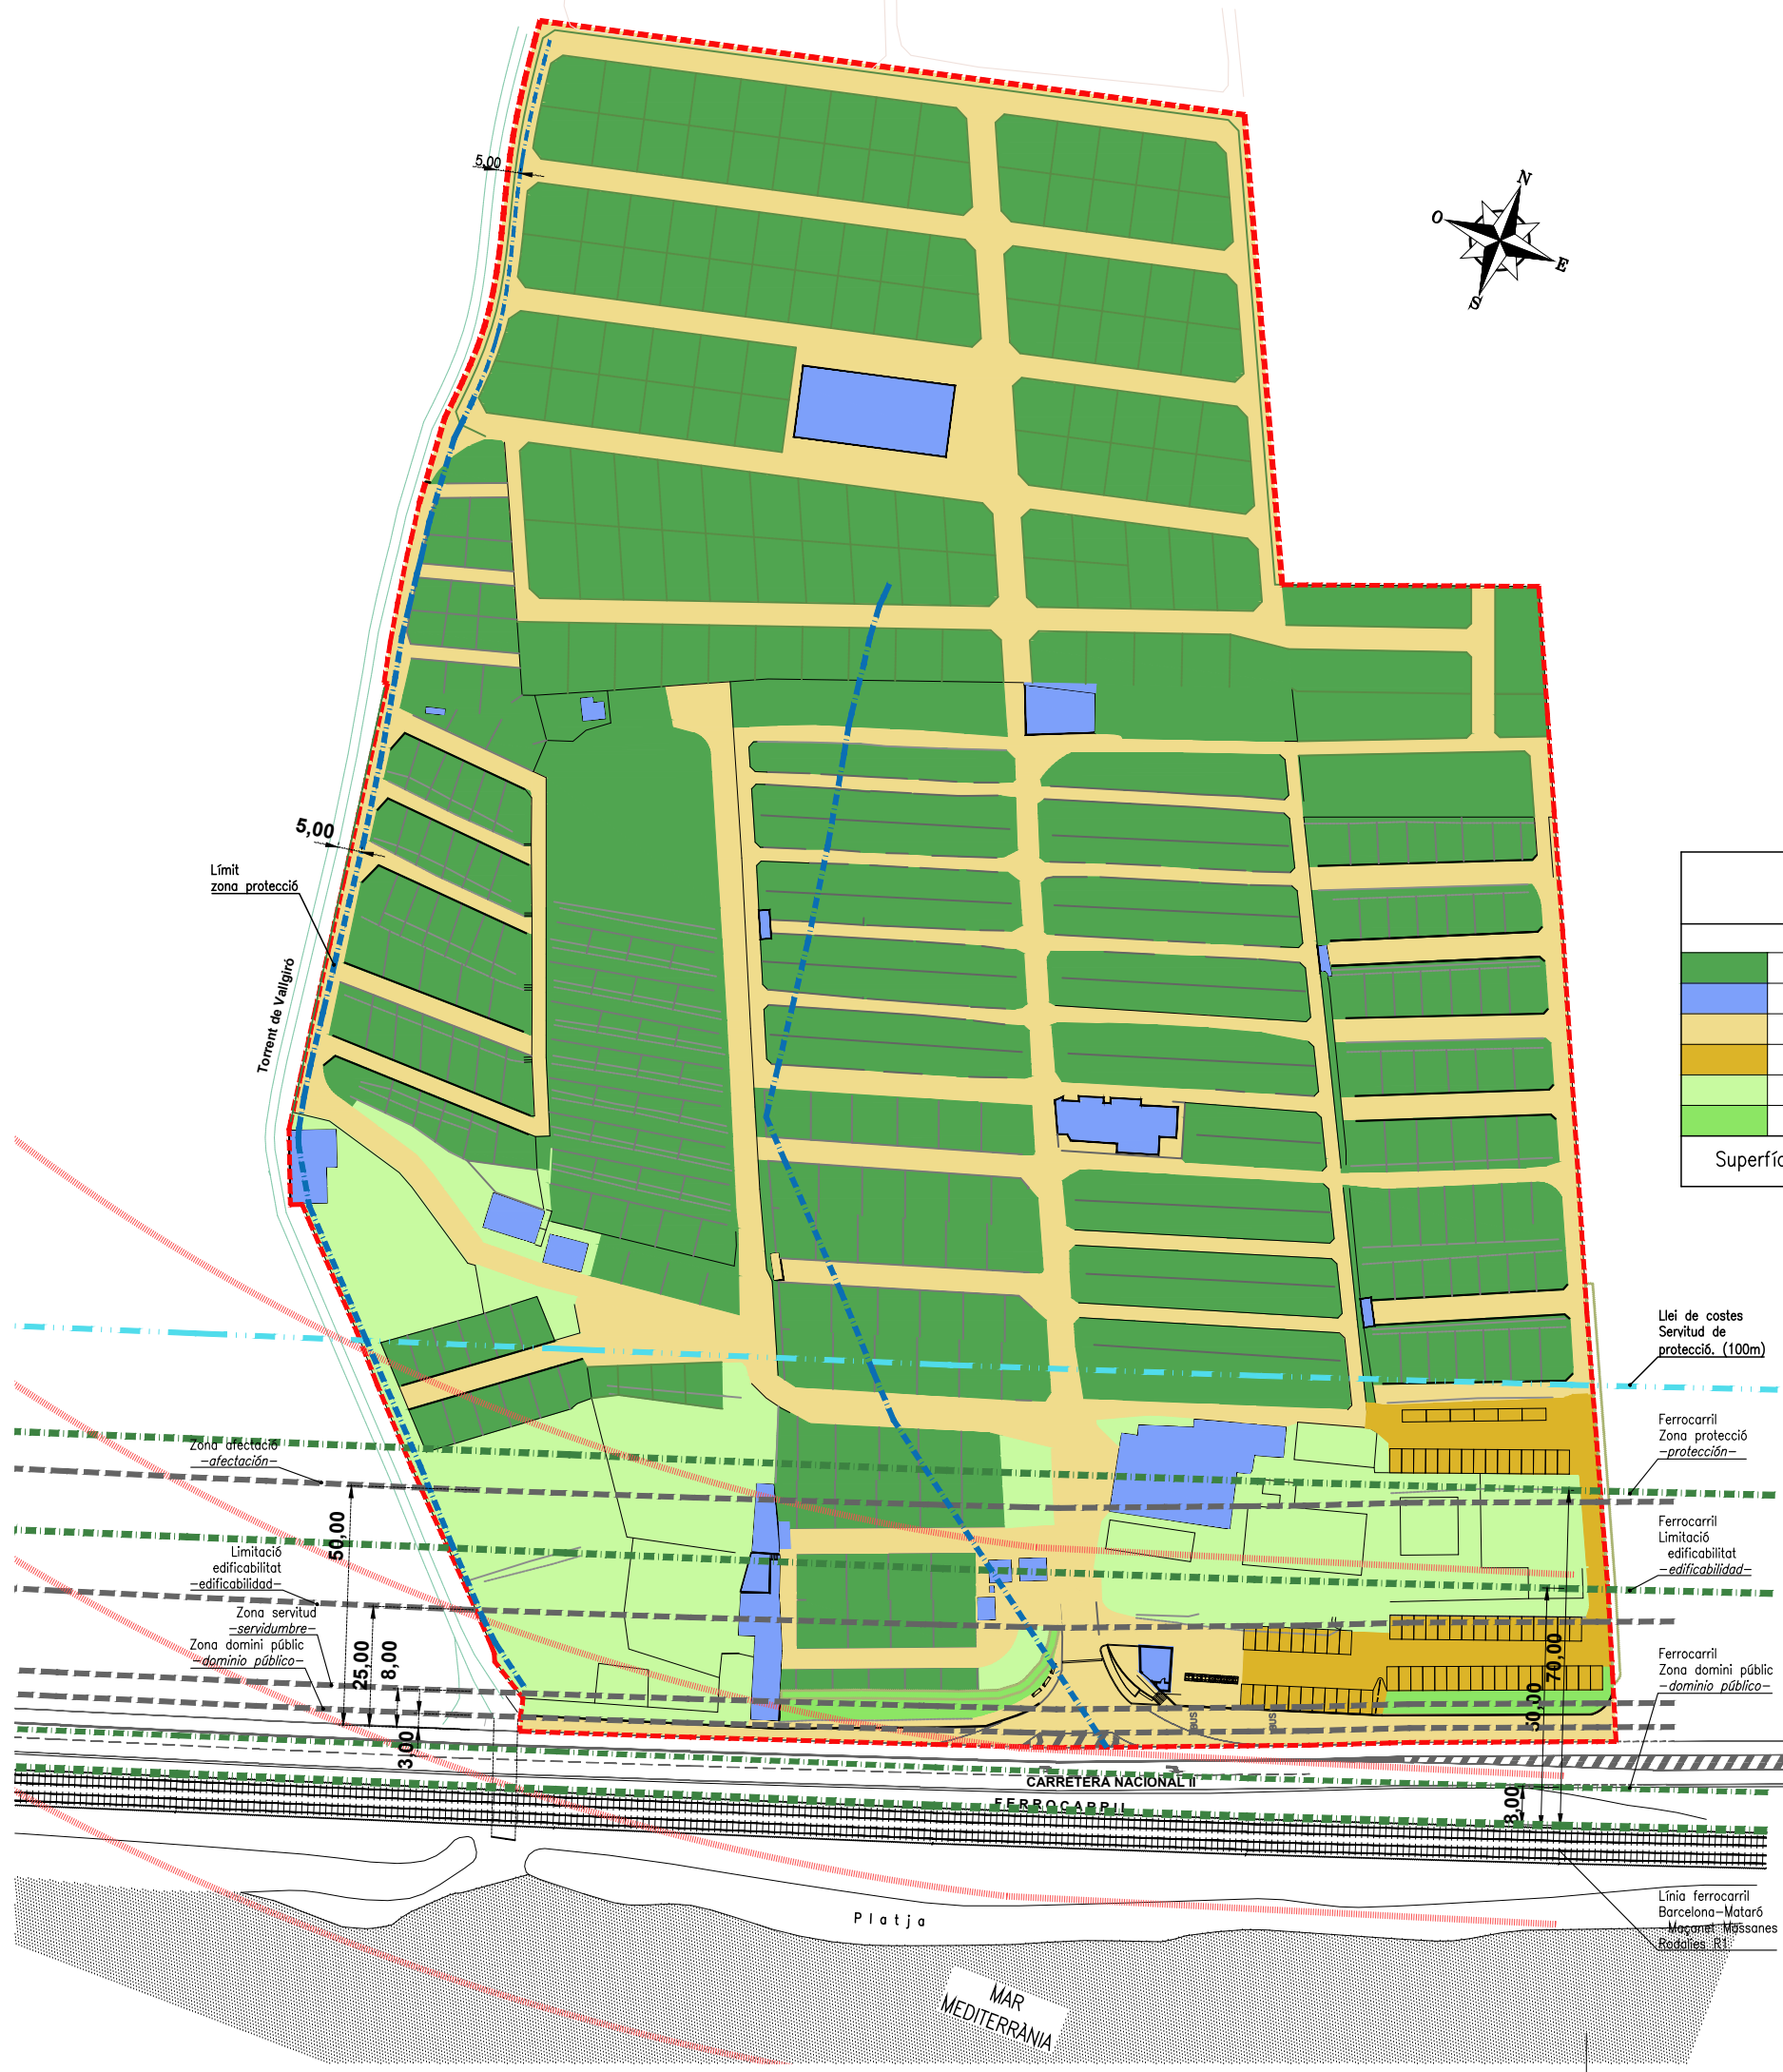 5,00
N
O
E
S
5,00
Límit
zona protecció
Torrent de Vallgiró
Superfíc
Llei de costes
Servitud de
protecció. (100m)
Ferrocarril
Zona protecció
-protección-
Zona afectació
-afectación-
50,00
Ferrocarril
Limitació
edificabilitat
-edificabilidad-
Limitació
edificabilitat
-edificabilidad-
Zona servitud
-servidumbre-
Zona domini públic
-dominio público-
25,00
8,00
3,00
70,00
50,00
8,00
Ferrocarril
Zona domini públic
-dominio público-
BUS
BUS
CARRETERA NACIONAL II
FERROCARRIL
Línia ferrocarril
Barcelona-Mataró
Maçanet Massanes
Rodalies R1
Platja
MAR
MEDITERRÀNIA